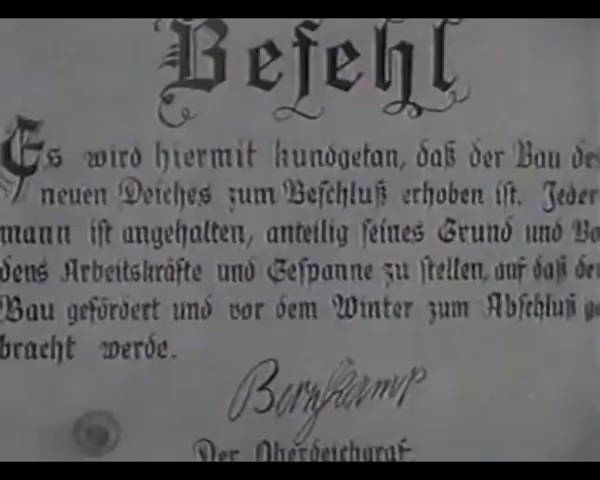 Befehl
Es wird hiermit kundgetan, daß der Bau de
neuen Deiches zum Beschluß erhoben ist. Jeder
mann ist angehalten, anteilig seines Grund und Bo
dens Arbeitskräfte und Gespanne zu stellen, auf daß de
Bau gefördert und vor dem Winter zum Abschluß ge
bracht werde.
Der Oberdeichgraf